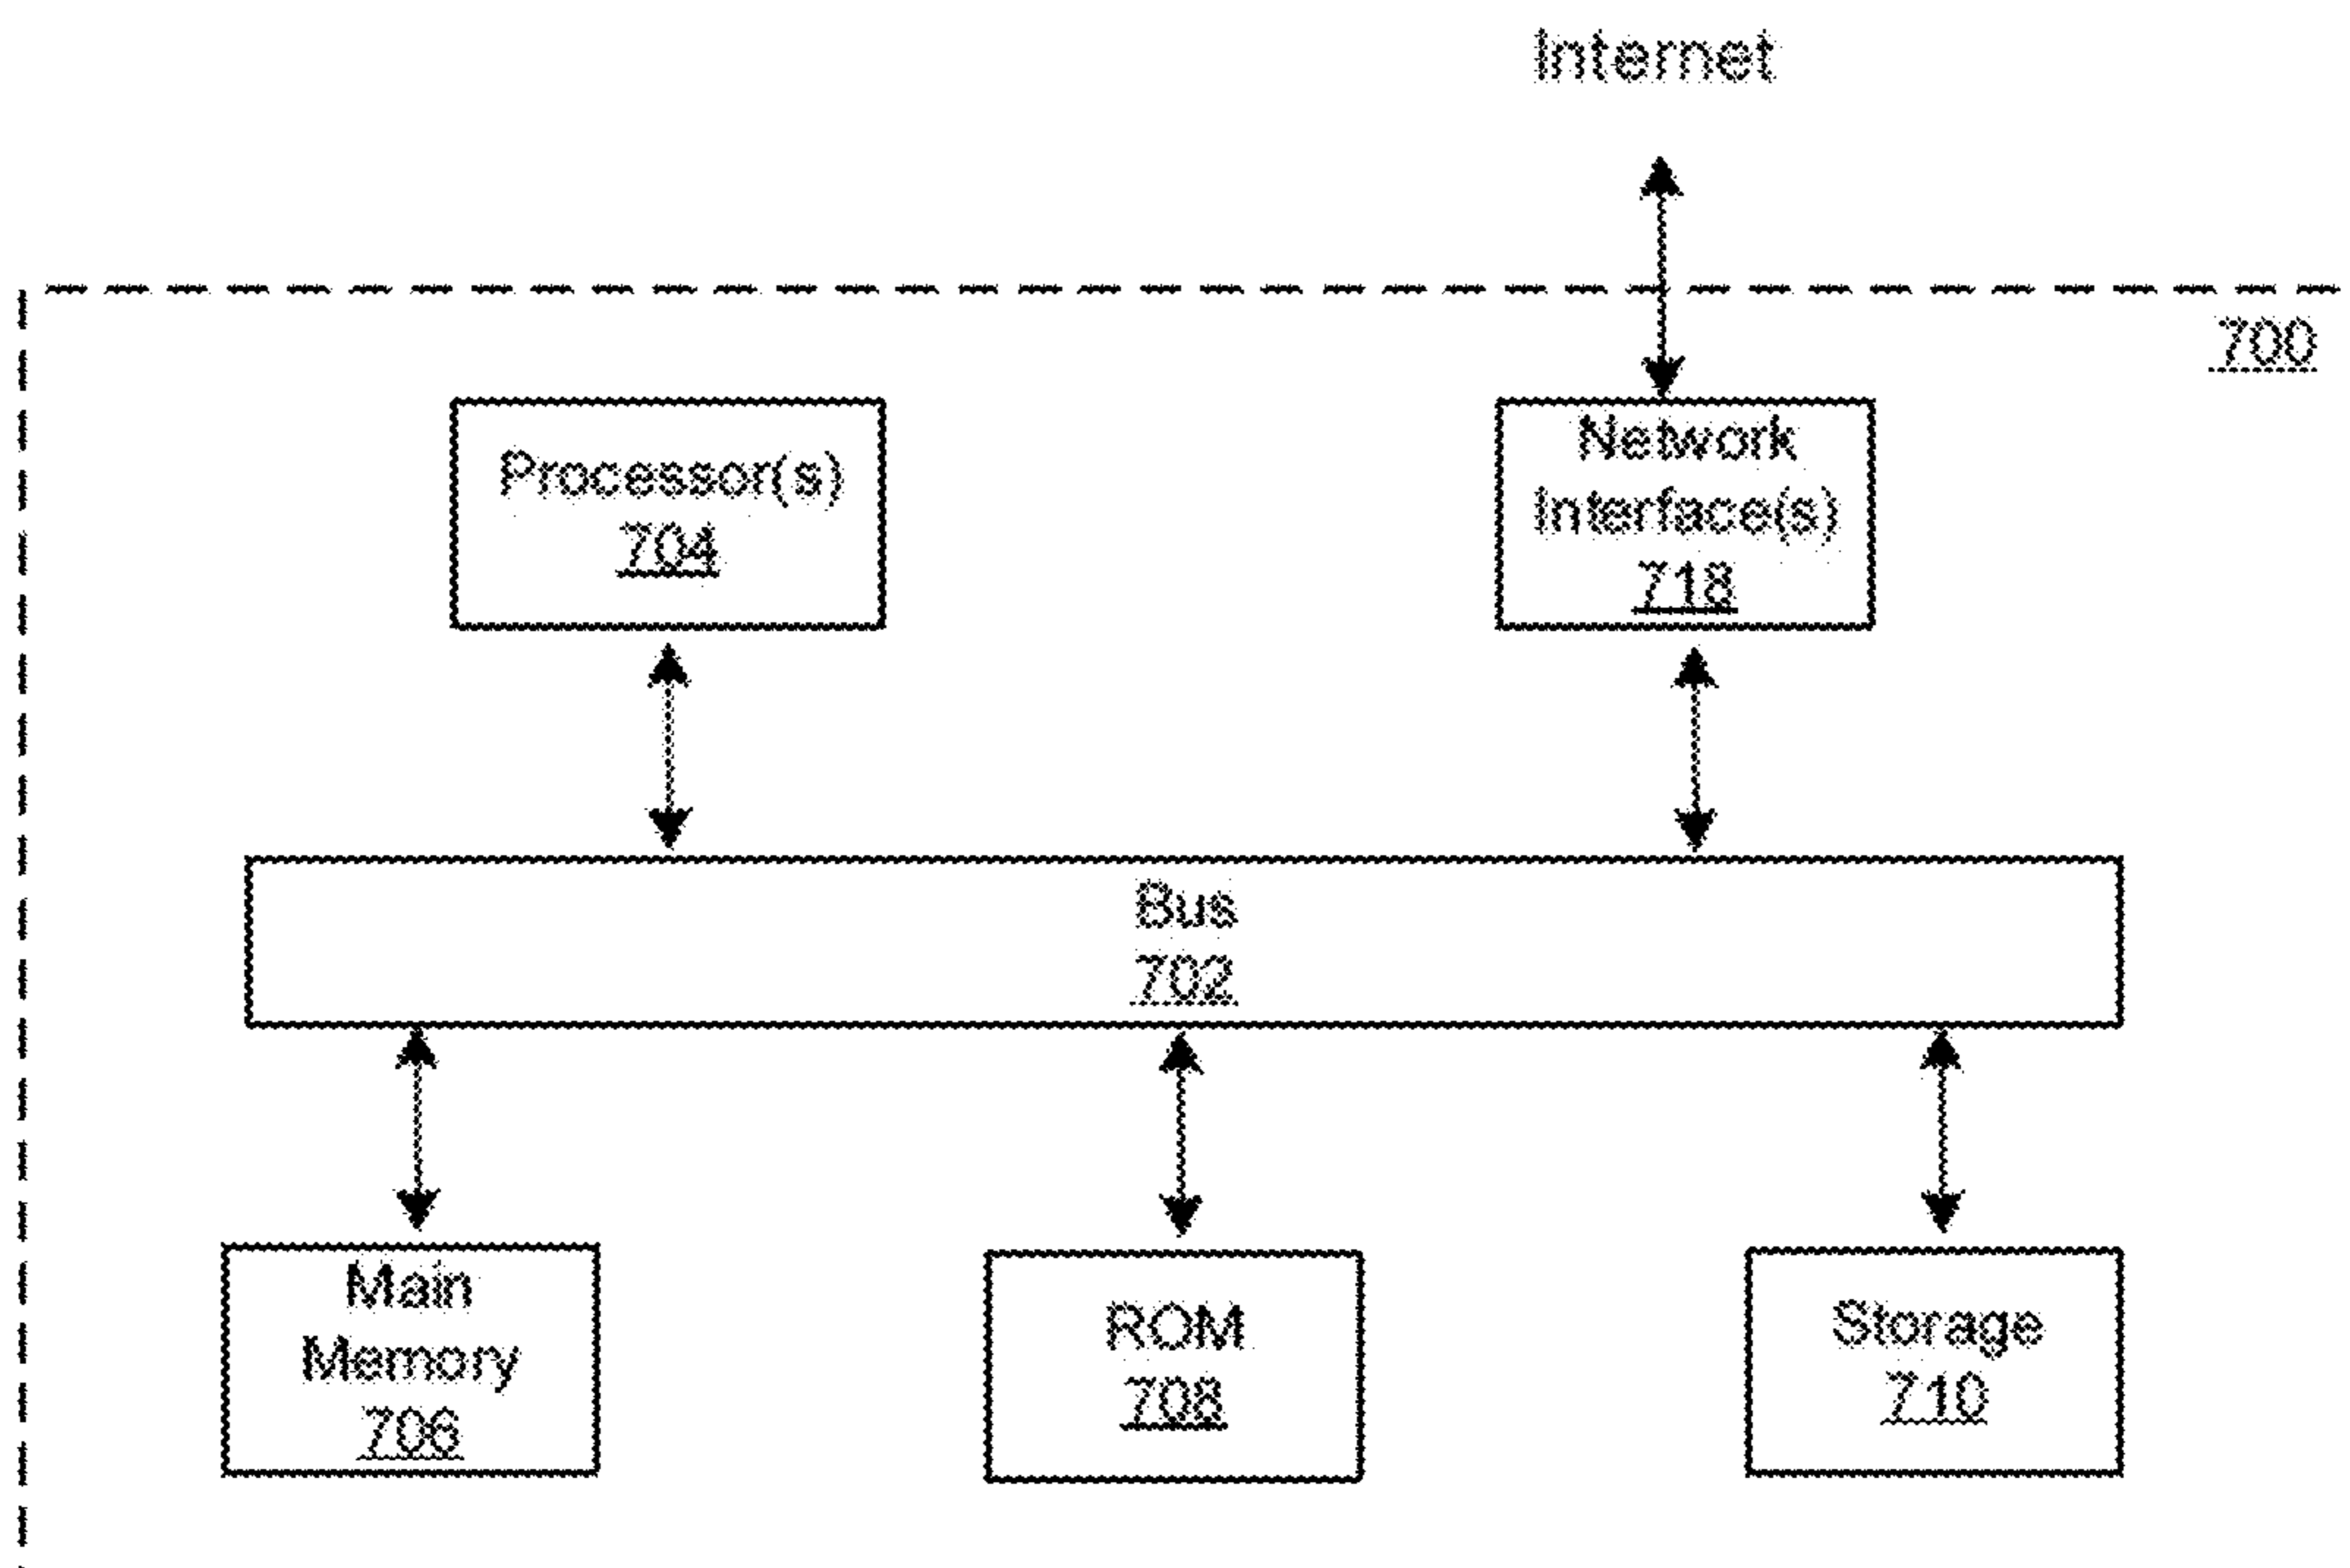 Internet
700
Processor(s)
704
Network
Interface(s)
718
Bus
702
Main
Memory
706
ROM
708
Storage
710